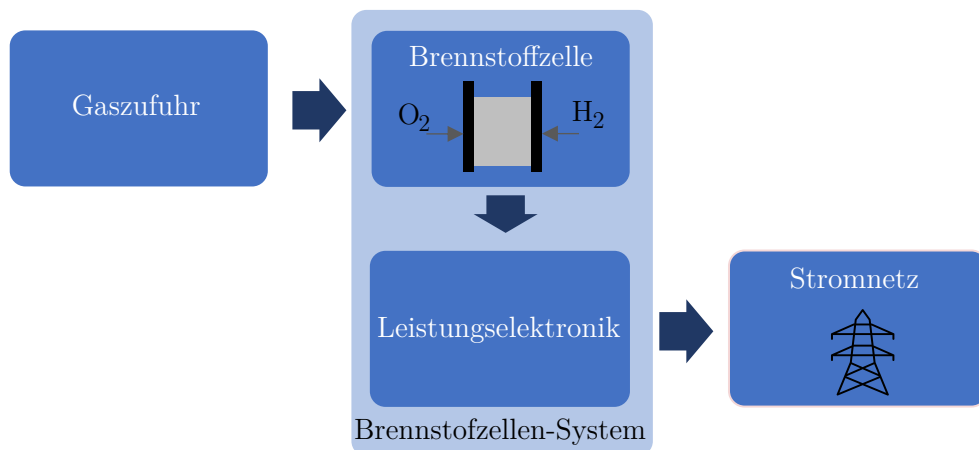 Gaszufuhr
Brennstoffzelle
O₂
H₂
Leistungselektronik
Stromnetz
Brennstofzellen-System